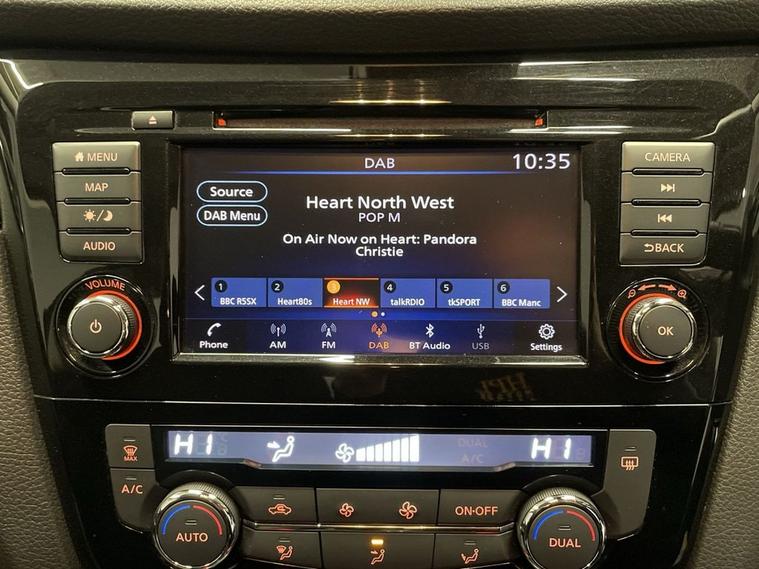 MENU
MAP
AUDIO
VOLUME
DAB
10:35
Source
DAB Menu
Heart North West
POP M
On Air Now on Heart: Pandora
Christie
1
BBC R5SX
2
Heart80s
3
Heart NW
4
talkRDIO
5
tkSPORT
6
BBC Manc
Phone
AM
FM
DAB
BT Audio
USB
Settings
CAMERA
BACK
OK
HI
DUAL
A/C
HI
MAX
A/C
AUTO
ON·OFF
DUAL